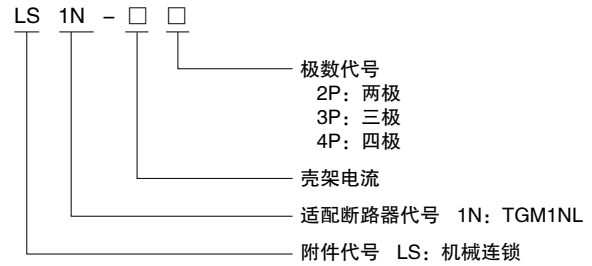 LS 1N – □ □
极数代号
2P：两极
3P：三极
4P：四极
壳架电流
适配断路器代号 1N：TGM1NL
附件代号 LS：机械连锁